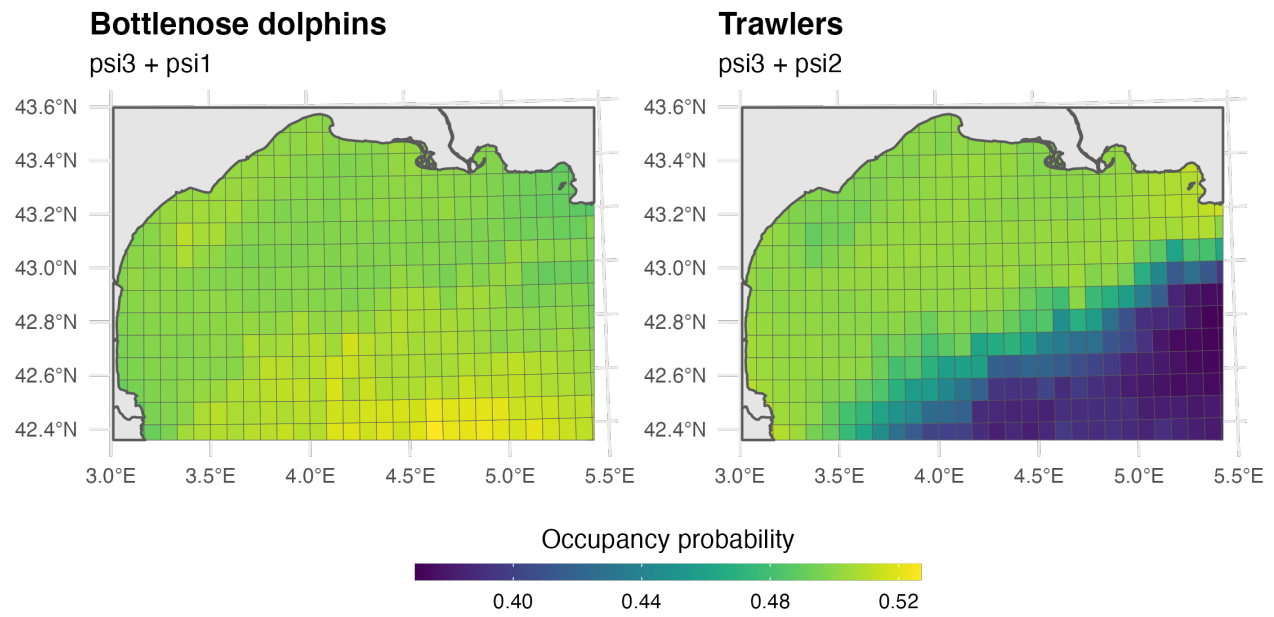 Bottlenose dolphins
psi3 + psi1
43.6°N
43.4°N
43.2°N
43.0°N
42.8°N
42.6°N
42.4°N
3.0°E 3.5°E 4.0°E 4.5°E 5.0°E 5.5°E
Trawlers
psi3 + psi2
43.6°N
43.4°N
43.2°N
43.0°N
42.8°N
42.6°N
42.4°N
3.0°E 3.5°E 4.0°E 4.5°E 5.0°E 5.5°E
Occupancy probability
0.40 0.44 0.48 0.52